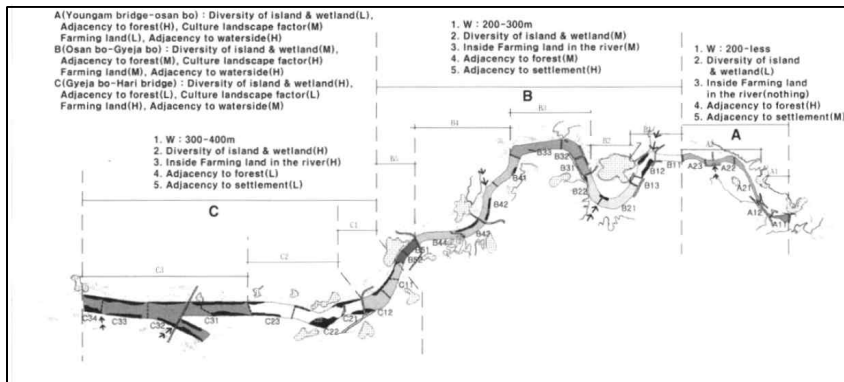 A(Youngam bridge-osan bo) : Diversity of island & wetland(L),
Adjacency to forest(H), Culture landscape factor(M)
Farming land(L), Adjacency to waterside(H)
B(Osan bo-Gyeja bo) : Diversity of island & wetland(M),
Adjacency to forest(M), Culture landscape factor(H)
Farming land(M), Adjacency to waterside(H)
C(Gyeja bo-Hari bridge) : Diversity of island & wetland(H),
Adjacency to forest(L), Culture landscape factor(L)
Farming land(H), Adjacency to waterside(M)
1. W : 200-300m
2. Diversity of island & wetland(M)
3. Inside Farming land in the river(M)
4. Adjacency to forest(M)
5. Adjacency to settlement(H)
1. W : 200-less
2. Diversity of island
& wetland(L)
3. Inside Farming land
in the river(nothing)
4. Adjacency to forest(H)
5. Adjacency to settlement(M)
1. W : 300-400m
2. Diversity of island & wetland(H)
3. Inside Farming land in the river(H)
4. Adjacency to forest(L)
5. Adjacency to settlement(L)
B
A
C
B3
B4
B2
B5
A1
C1
C2
C3
B33
B32
B31
B22
B21
B13
B12
B11
A23
A22
A21
A12
A11
B41
B42
B43
B44
B51
B52
C11
C12
C21
C22
C23
C31
C32
C33
C34